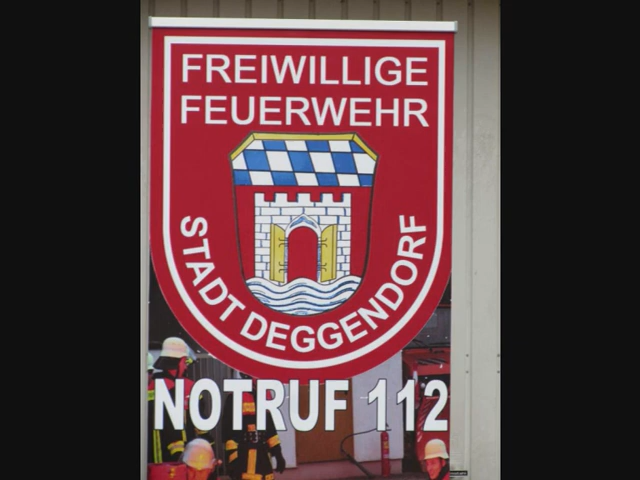 FREIWILLIGE
FEUERWEHR
STADT DEGGENDORF
NOTRUF 112